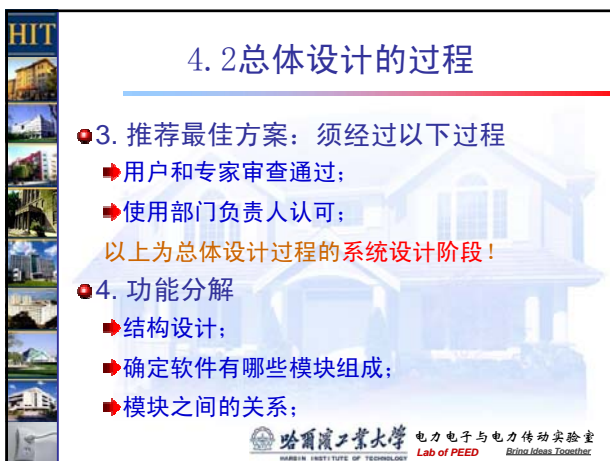 HIT
4.2总体设计的过程
3. 推荐最佳方案：须经过以下过程
用户和专家审查通过；
使用部门负责人认可；
以上为总体设计过程的系统设计阶段！
4. 功能分解
结构设计；
确定软件有哪些模块组成；
模块之间的关系；
哈爾濱工業大學
HARBIN INSTITUTE OF TECHNOLOGY
电力电子与电力传动实验室
Lab of PEED Bring Ideas Together